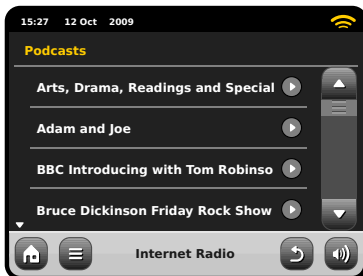 15:27 12 Oct 2009
Podcasts
Arts, Drama, Readings and Special
Adam and Joe
BBC Introducing with Tom Robinso
Bruce Dickinson Friday Rock Show
Internet Radio